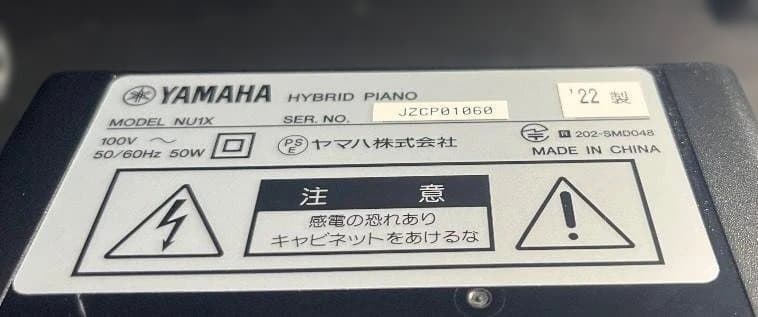 YAMAHA HYBRID PIANO '22 製
MODEL NU1X SER. NO. JZCP01060
100V ～ PSE ヤマハ株式会社 R 202-SMD048
50/60Hz 50W MADE IN CHINA
注 意
感電の恐れあり
キャビネットをあけるな